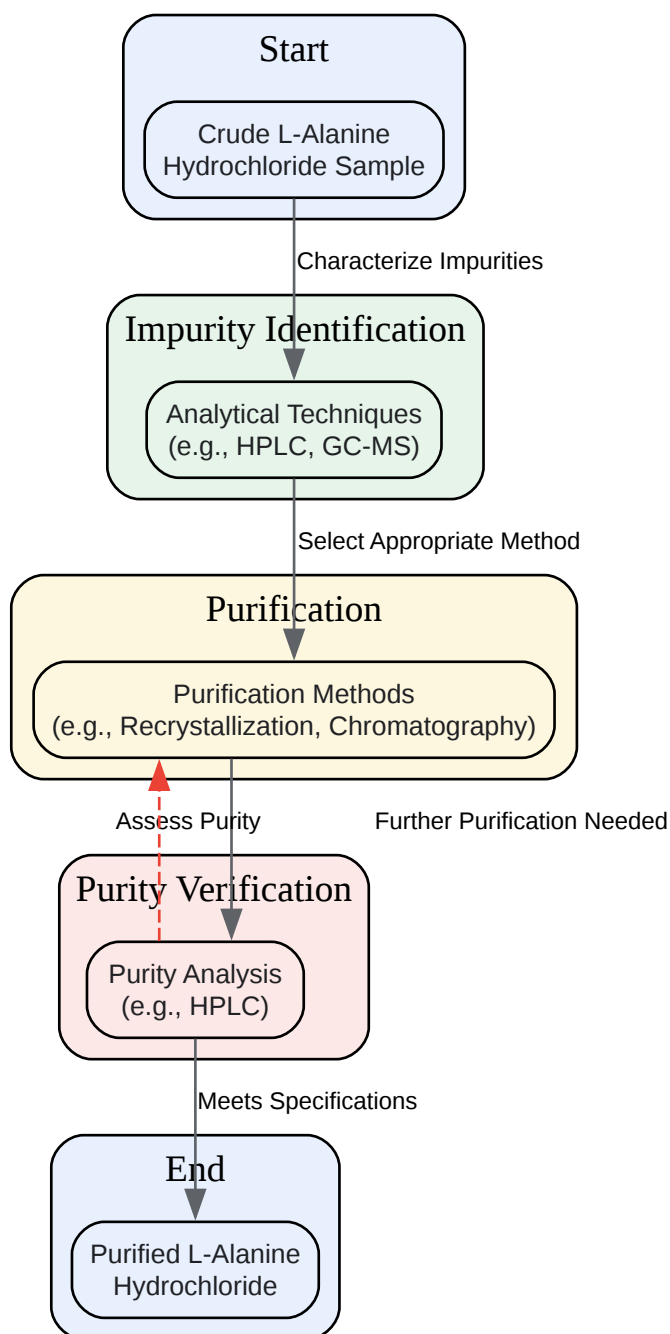 Start
Crude L-Alanine
Hydrochloride Sample
Characterize Impurities
Impurity Identification
Analytical Techniques
(e.g., HPLC, GC-MS)
Select Appropriate Method
Purification
Purification Methods
(e.g., Recrystallization, Chromatography)
Assess Purity
Further Purification Needed
Purity Verification
Purity Analysis
(e.g., HPLC)
Meets Specifications
End
Purified L-Alanine
Hydrochloride